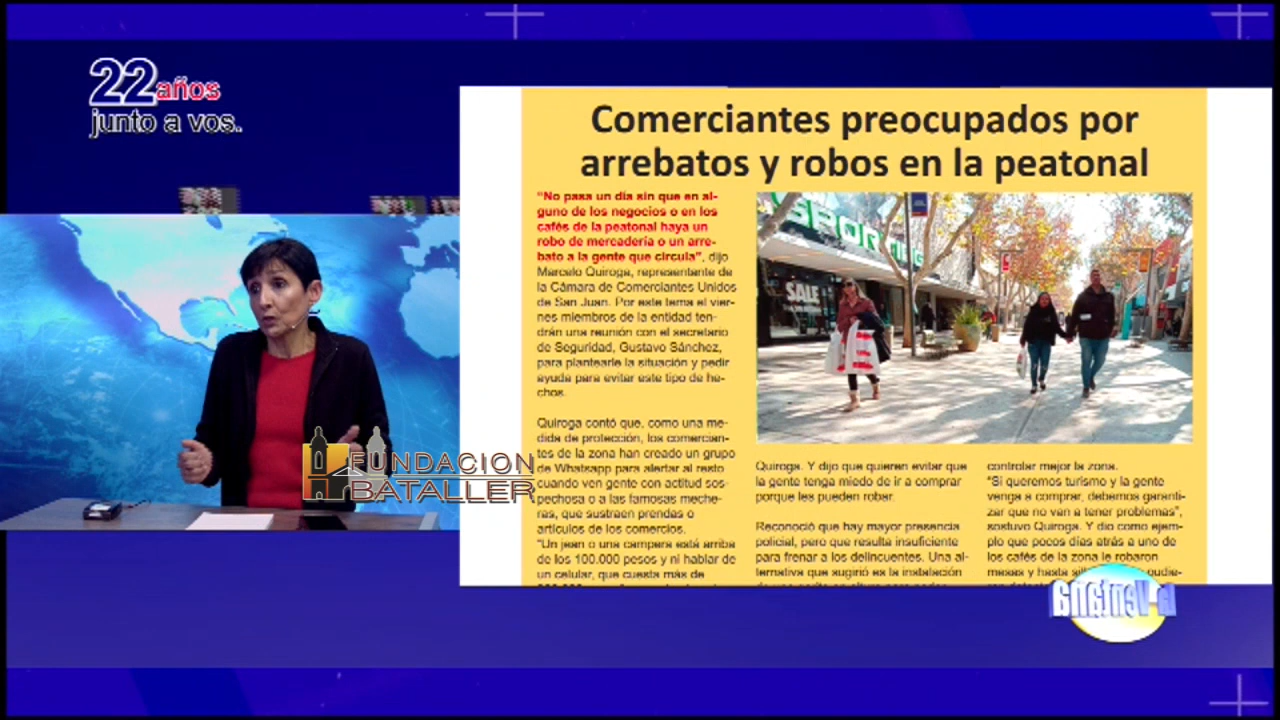 22 años
junto a vos.
Comerciantes preocupados por
arrebatos y robos en la peatonal
"No pasa un día sin que en al-
guno de los negocios o en los
cafés de la peatonal haya un
robo de mercadería o un arre-
bato a la gente que circula", dijo
Marcelo Quiroga, representante de
la Cámara de Comerciantes Unidos
de San Juan. Por este tema el vier-
nes miembros de la entidad ten-
drán una reunión con el secretario
de Seguridad, Gustavo Sánchez,
para plantearle la situación y pedir
ayuda para evitar este tipo de he-
chos.
Quiroga contó que, como una me-
dida de protección, los comercian-
tes de la zona han creado un grupo
de Whatsapp para alertar al resto
cuando ven gente con actitud sos-
pechosa o a las famosas meche-
ras, que sustraen prendas o
artículos de los comercios.
"Un jean o una campera está arriba
de los 100.000 pesos y ni hablar de
un celular, que cuesta más de
SPORTING
SALE
Quiroga. Y dijo que quieren evitar que
la gente tenga miedo de ir a comprar
porque les pueden robar.
Reconoció que hay mayor presencia
policial, pero que resulta insuficiente
para frenar a los delincuentes. Una al-
ternativa que sugirió es la instalación
controlar mejor la zona.
"Si queremos turismo y la gente
venga a comprar, debemos garanti-
zar que no van a tener problemas",
sostuvo Quiroga. Y dio como ejem-
plo que pocos días atrás a uno de
los cafés de la zona le robaron
mesas y hasta
FUNDACION
BATALLER
la Ventana